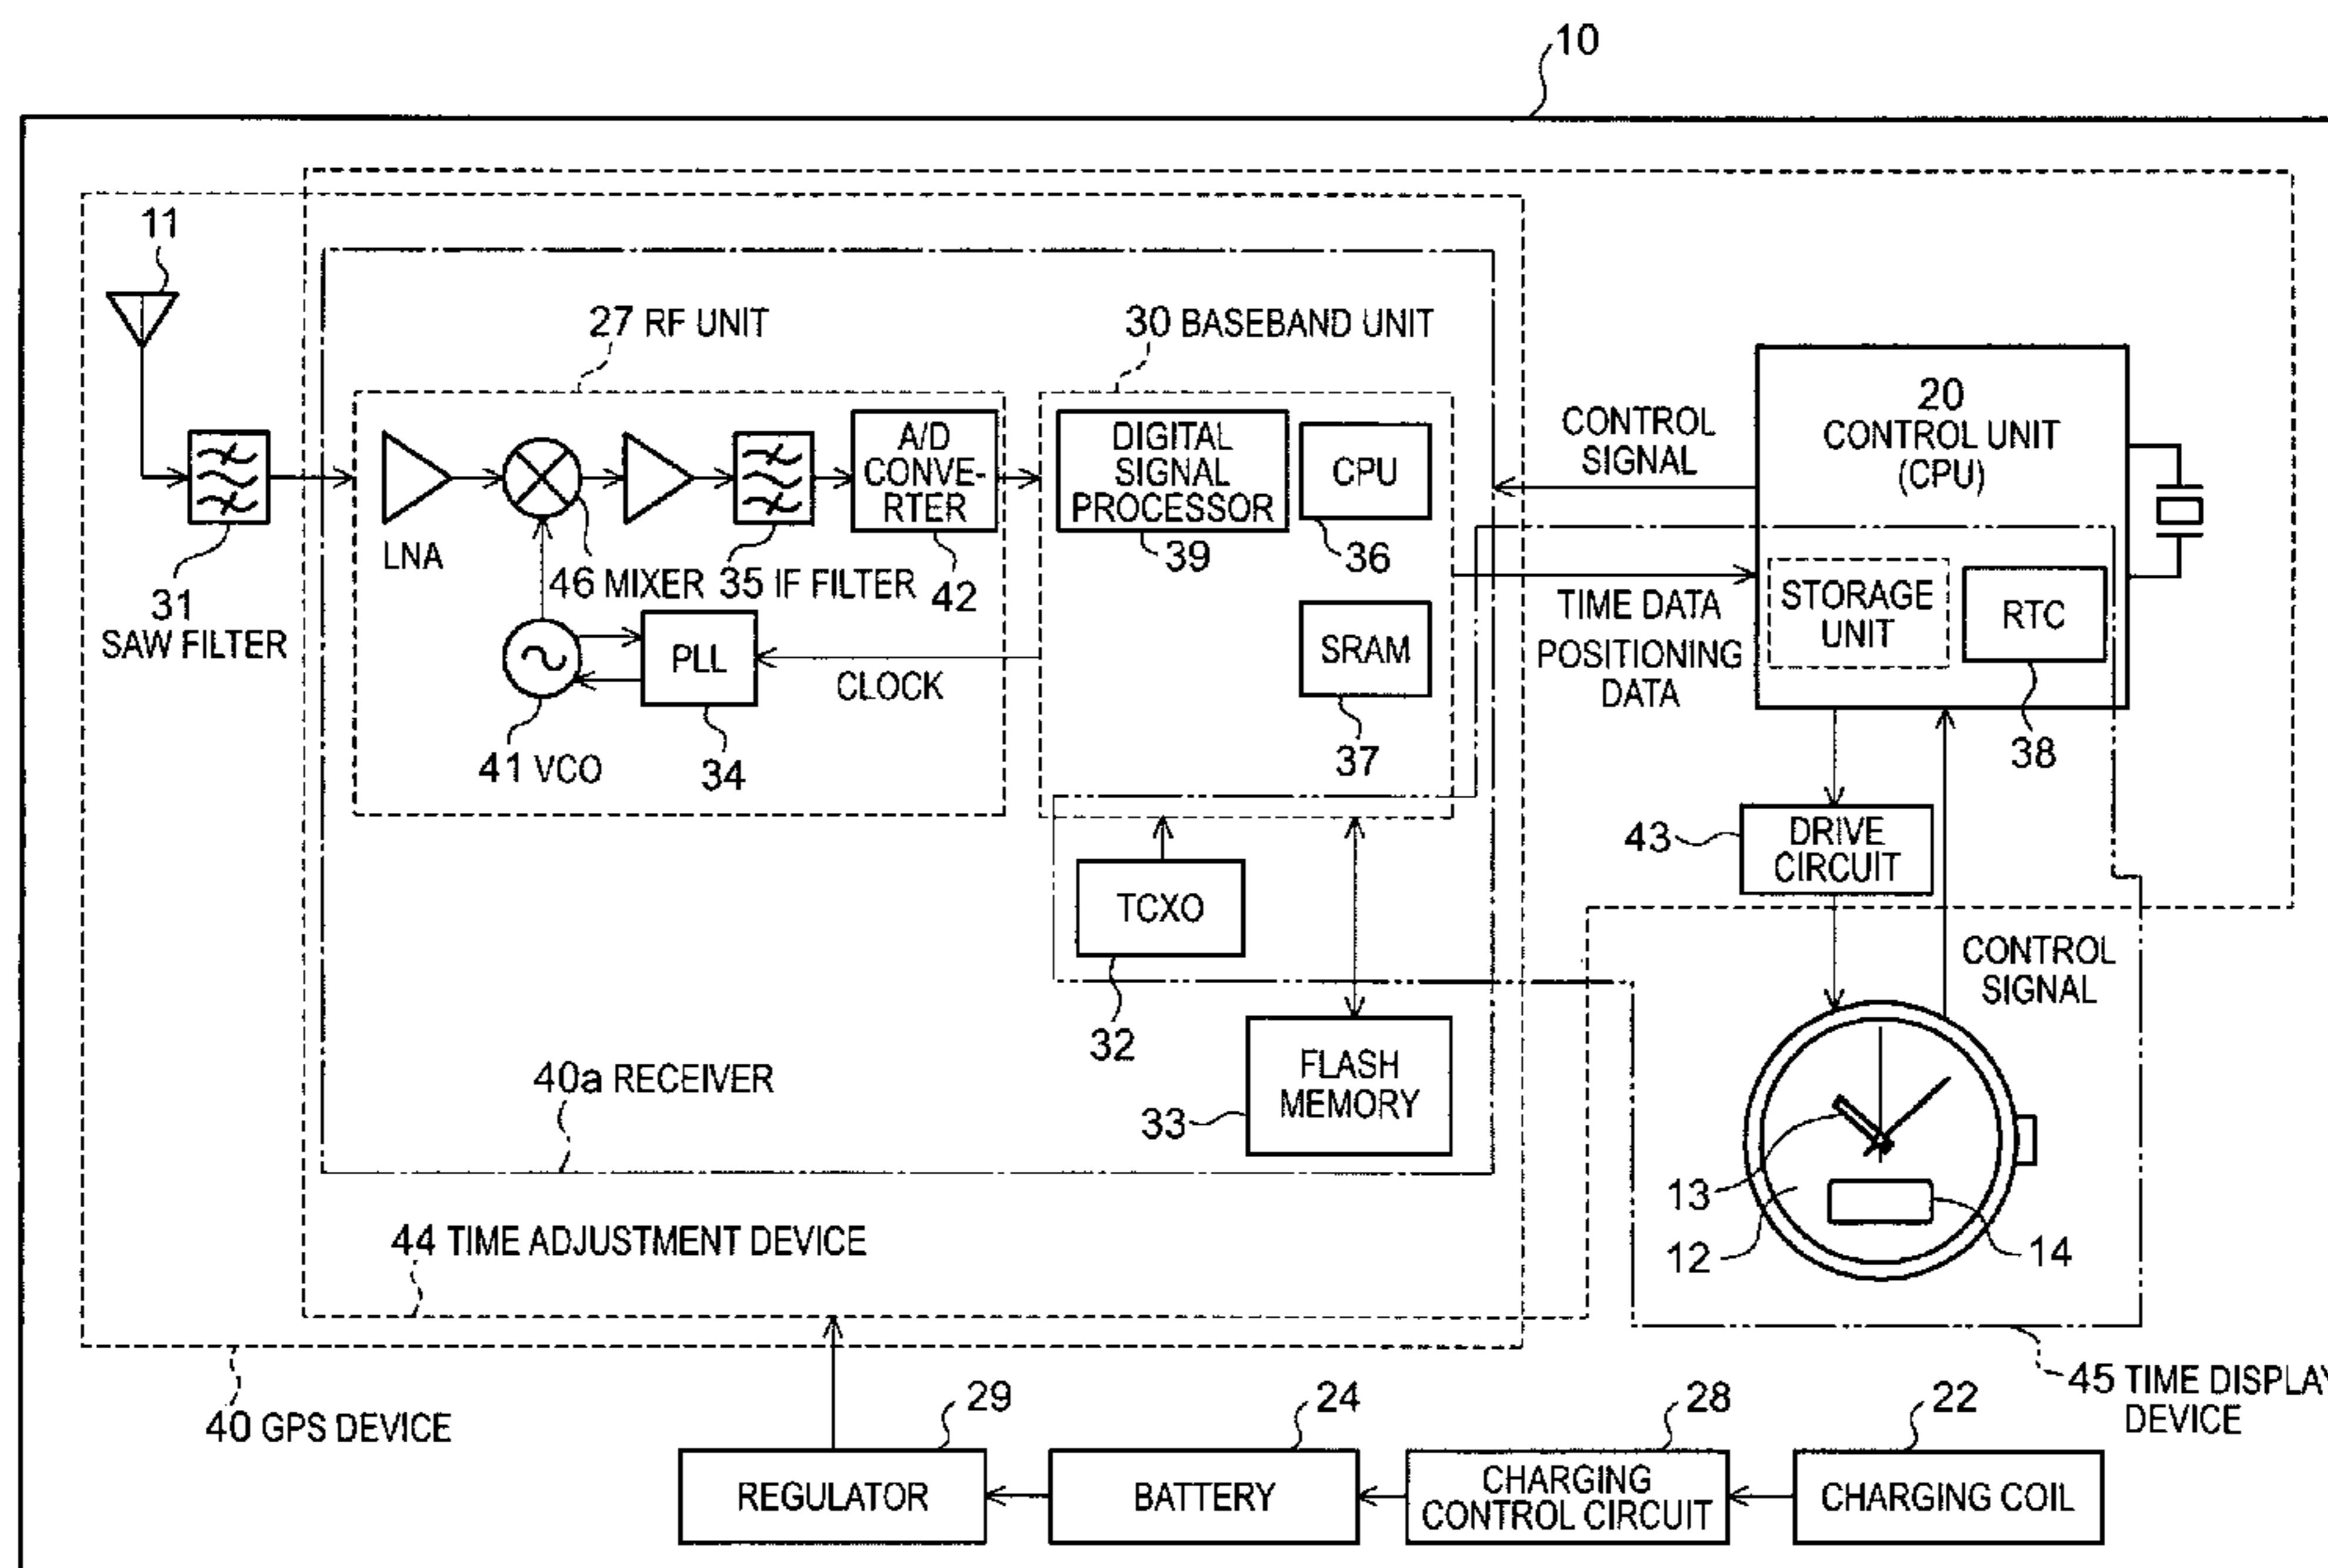 10
11
27 RF UNIT
30 BASEBAND UNIT
20
CONTROL UNIT
(CPU)
CONTROL
SIGNAL
A/D
CONVE-
RTER
DIGITAL
SIGNAL
PROCESSOR
CPU
LNA
39
36
46 MIXER
35 IF FILTER
42
31
SAW FILTER
PLL
CLOCK
SRAM
TIME DATA
POSITIONING
DATA
STORAGE
UNIT
RTC
41 VCO
34
37
38
43
DRIVE
CIRCUIT
TCXO
32
CONTROL
SIGNAL
40a RECEIVER
33
FLASH
MEMORY
13
12
14
44 TIME ADJUSTMENT DEVICE
40 GPS DEVICE
45 TIME DISPLAY
DEVICE
29
24
28
22
REGULATOR
BATTERY
CHARGING
CONTROL CIRCUIT
CHARGING COIL